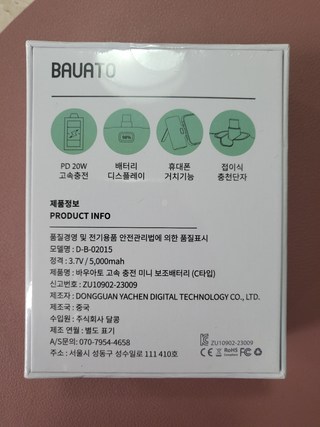 BAUATO
98%
PD 20W
고속충전
배터리
디스플레이
휴대폰
거치기능
접이식
충전단자
제품정보
PRODUCT INFO
품질경영 및 전기용품 안전관리법에 의한 품질표시
모델명 : D-B-02015
정격 : 3.7V / 5,000mah
제품명 : 바우아토 고속 충전 미니 보조배터리 (C타입)
신고번호 : ZU10902-23009
제조자 : DONGGUAN YACHEN DIGITAL TECHNOLOGY CO., LTD.
제조국 : 중국
수입원 : 주식회사 달콤
제조 연월 : 별도 표기
A/S문의 : 070-7954-4658
주소 : 서울시 성동구 성수일로 111 410호
ZU10902-23009
CE FC RoHS